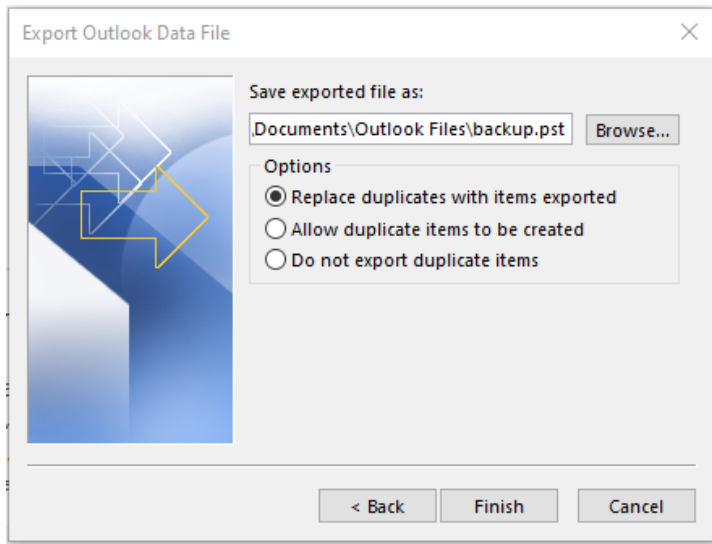 Export Outlook Data File
Save exported file as:
Documents\Outlook Files\backup.pst
Browse...
Options
Replace duplicates with items exported
Allow duplicate items to be created
Do not export duplicate items
< Back
Finish
Cancel